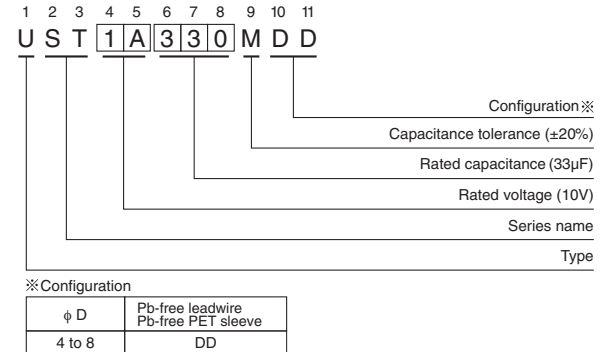 1 2 3 4 5 6 7 8 9 10 11
U S T 1 A 3 3 0 M D D
Configuration※
Capacitance tolerance (±20%)
Rated capacitance (33µF)
Rated voltage (10V)
Series name
Type
※Configuration
ϕ D
Pb-free leadwire
Pb-free PET sleeve
4 to 8
DD